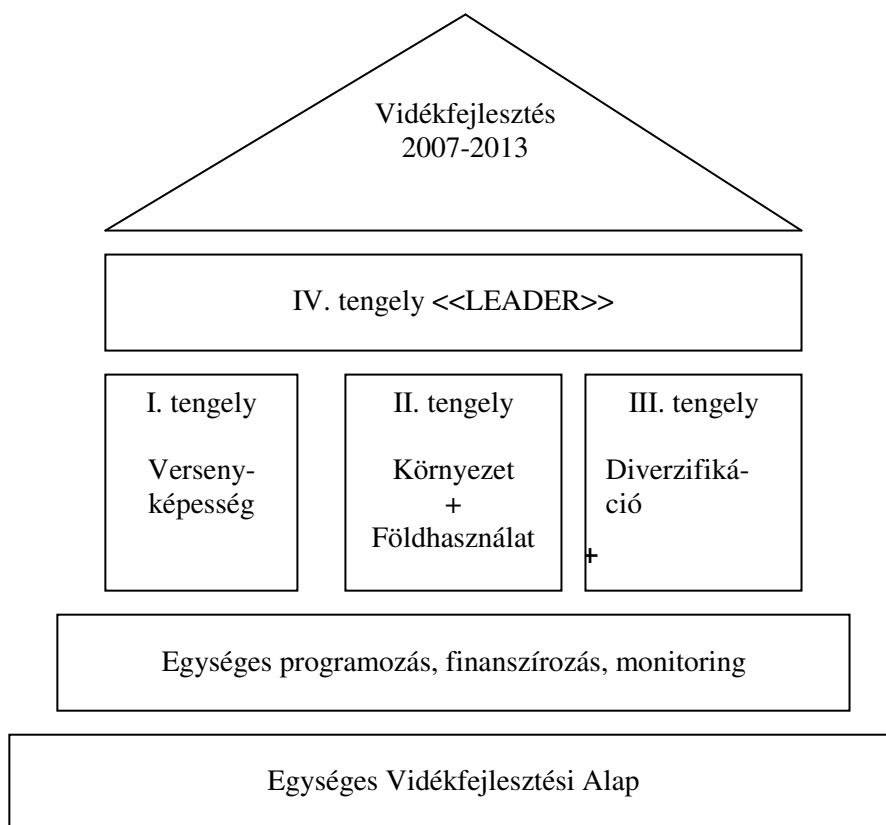 Vidékfejlesztés
2007-2013
IV. tengely <<LEADER>>
I. tengely
Verseny-
képesség
II. tengely
Környezet
+
Földhasználat
III. tengely
Diverzifiká-
ció
+
Egységes programozás, finanszírozás, monitoring
Egységes Vidékfejlesztési Alap